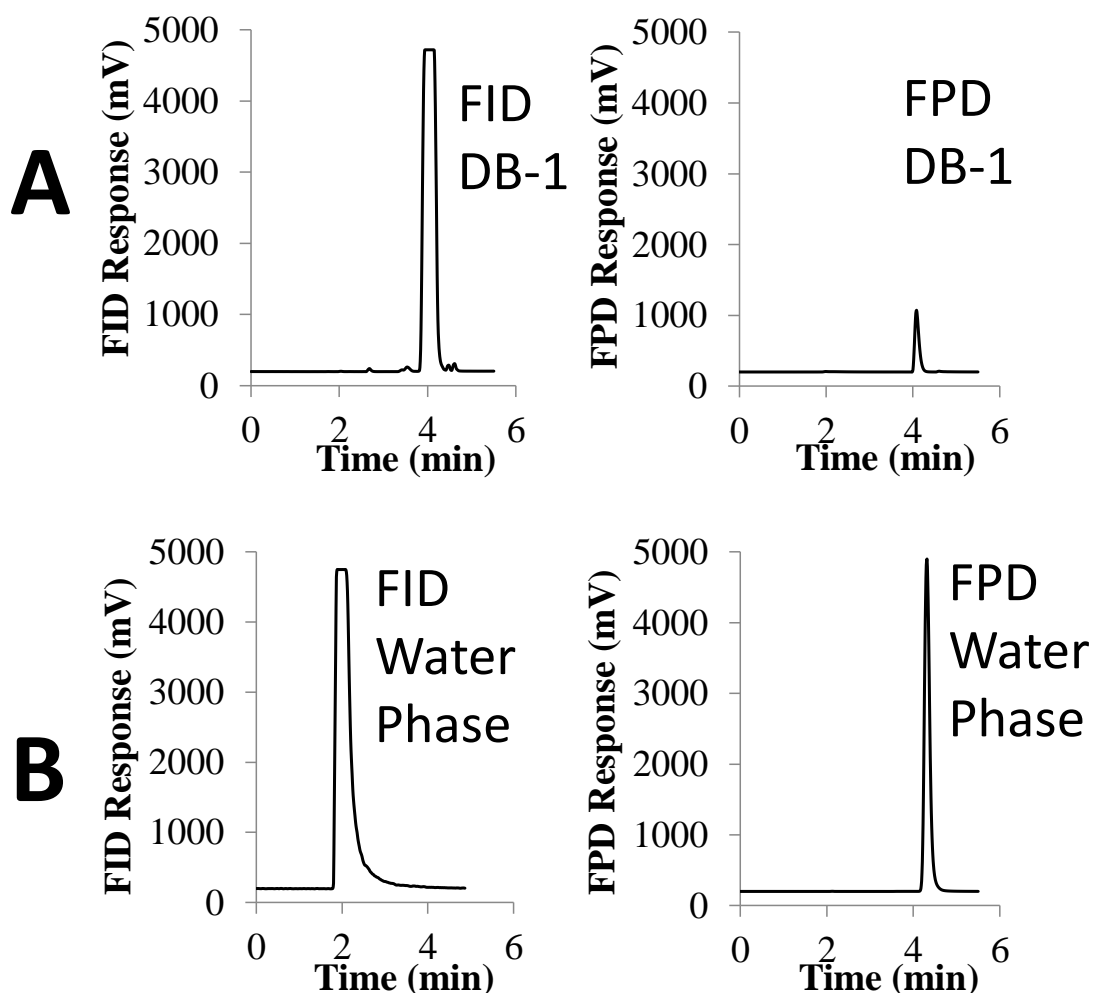 A
FID Response (mV)
5000
4000
3000
2000
1000
0
FID
DB-1
0 2 4 6
Time (min)
FPD Response (mV)
5000
4000
3000
2000
1000
0
FPD
DB-1
0 2 4 6
Time (min)
B
FID Response (mV)
5000
4000
3000
2000
1000
0
FID
Water
Phase
0 2 4 6
Time (min)
FPD Response (mV)
5000
4000
3000
2000
1000
0
FPD
Water
Phase
0 2 4 6
Time (min)